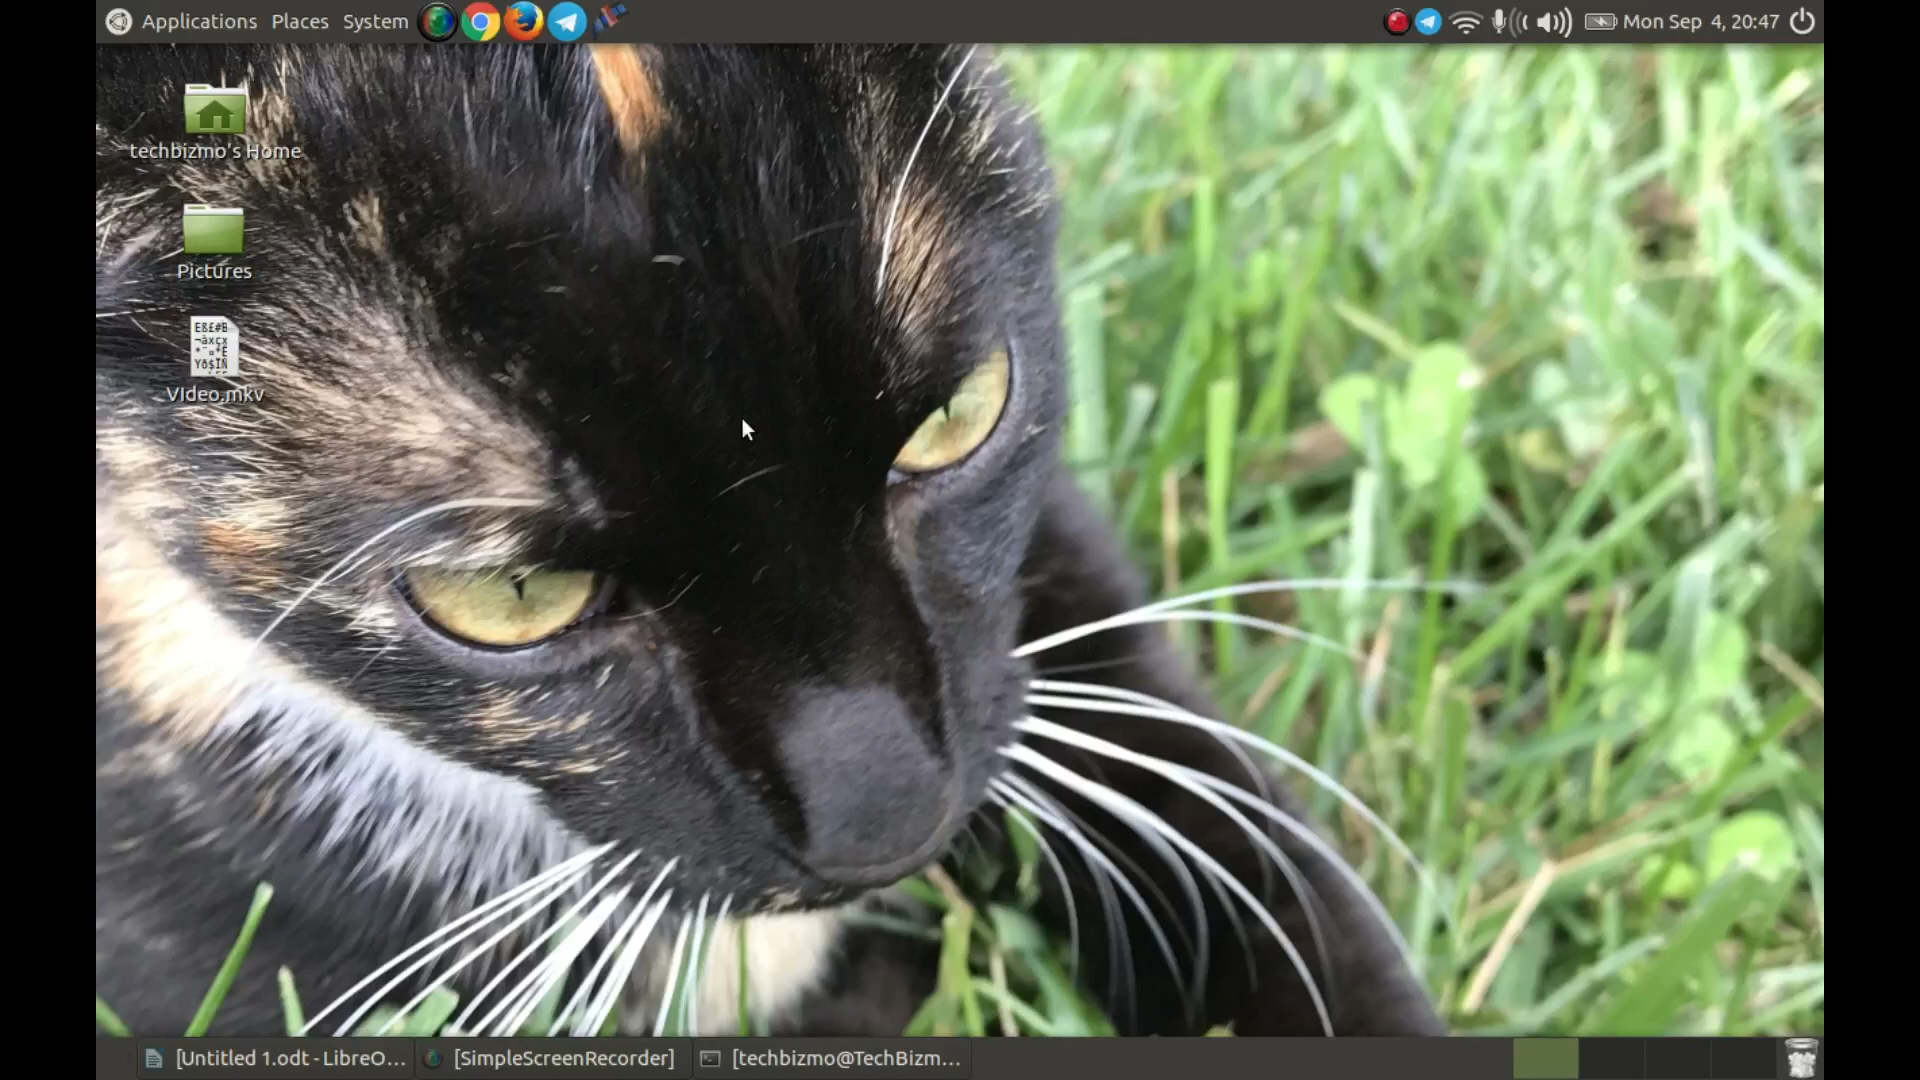 Applications Places System Mon Sep 4, 20:47
techbizmo's Home
Pictures
VIdeo.mkv
[Untitled 1.odt - LibreO... [SimpleScreenRecorder] [techbizmo@TechBizm...